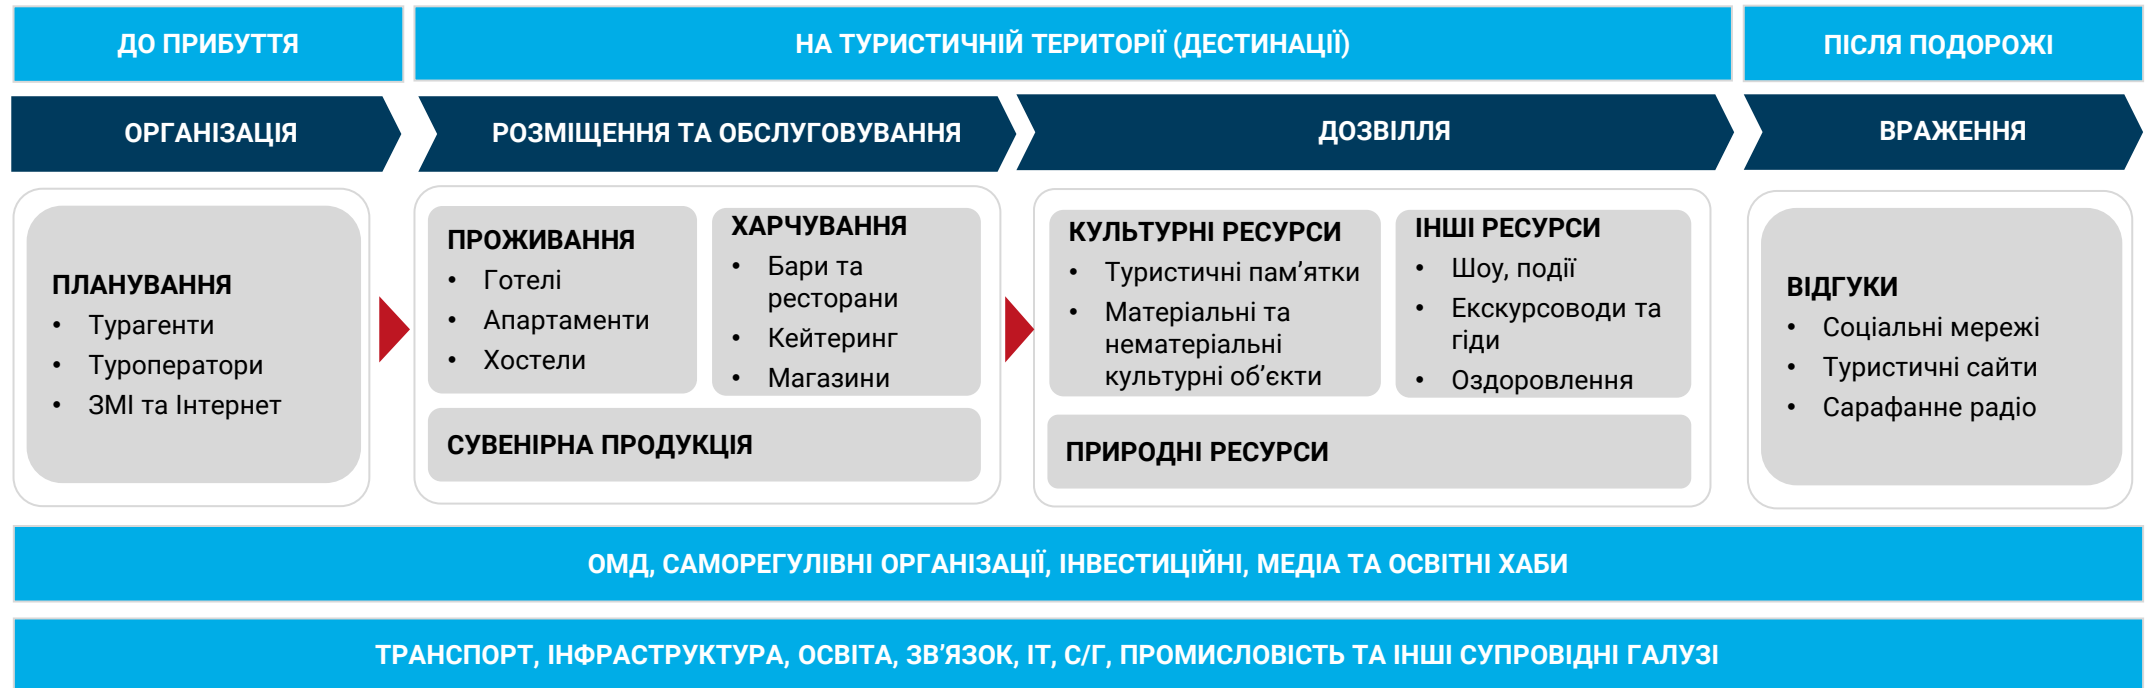 ДО ПРИБУТТЯ
НА ТУРИСТИЧНІЙ ТЕРИТОРІЇ (ДЕСТИНАЦІЇ)
ПІСЛЯ ПОДОРОЖІ
ОРГАНІЗАЦІЯ
РОЗМІЩЕННЯ ТА ОБСЛУГОВУВАННЯ
ДОЗВІЛЛЯ
ВРАЖЕННЯ
ПЛАНУВАННЯ
• Турагенти
• Туроператори
• ЗМІ та Інтернет
ПРОЖИВАННЯ
• Готелі
• Апартаменти
• Хостели
ХАРЧУВАННЯ
• Бари та
ресторани
• Кейтеринг
• Магазини
СУВЕНІРНА ПРОДУКЦІЯ
КУЛЬТУРНІ РЕСУРСИ
• Туристичні пам’ятки
• Матеріальні та
нематеріальні
культурні об’єкти
ІНШІ РЕСУРСИ
• Шоу, події
• Екскурсоводи та
гіди
• Оздоровлення
ПРИРОДНІ РЕСУРСИ
ВІДГУКИ
• Соціальні мережі
• Туристичні сайти
• Сарафанне радіо
ОМД, САМОРЕГУЛІВНІ ОРГАНІЗАЦІЇ, ІНВЕСТИЦІЙНІ, МЕДІА ТА ОСВІТНІ ХАБИ
ТРАНСПОРТ, ІНФРАСТРУКТУРА, ОСВІТА, ЗВ’ЯЗОК, ІТ, С/Г, ПРОМИСЛОВІСТЬ ТА ІНШІ СУПРОВІДНІ ГАЛУЗІ